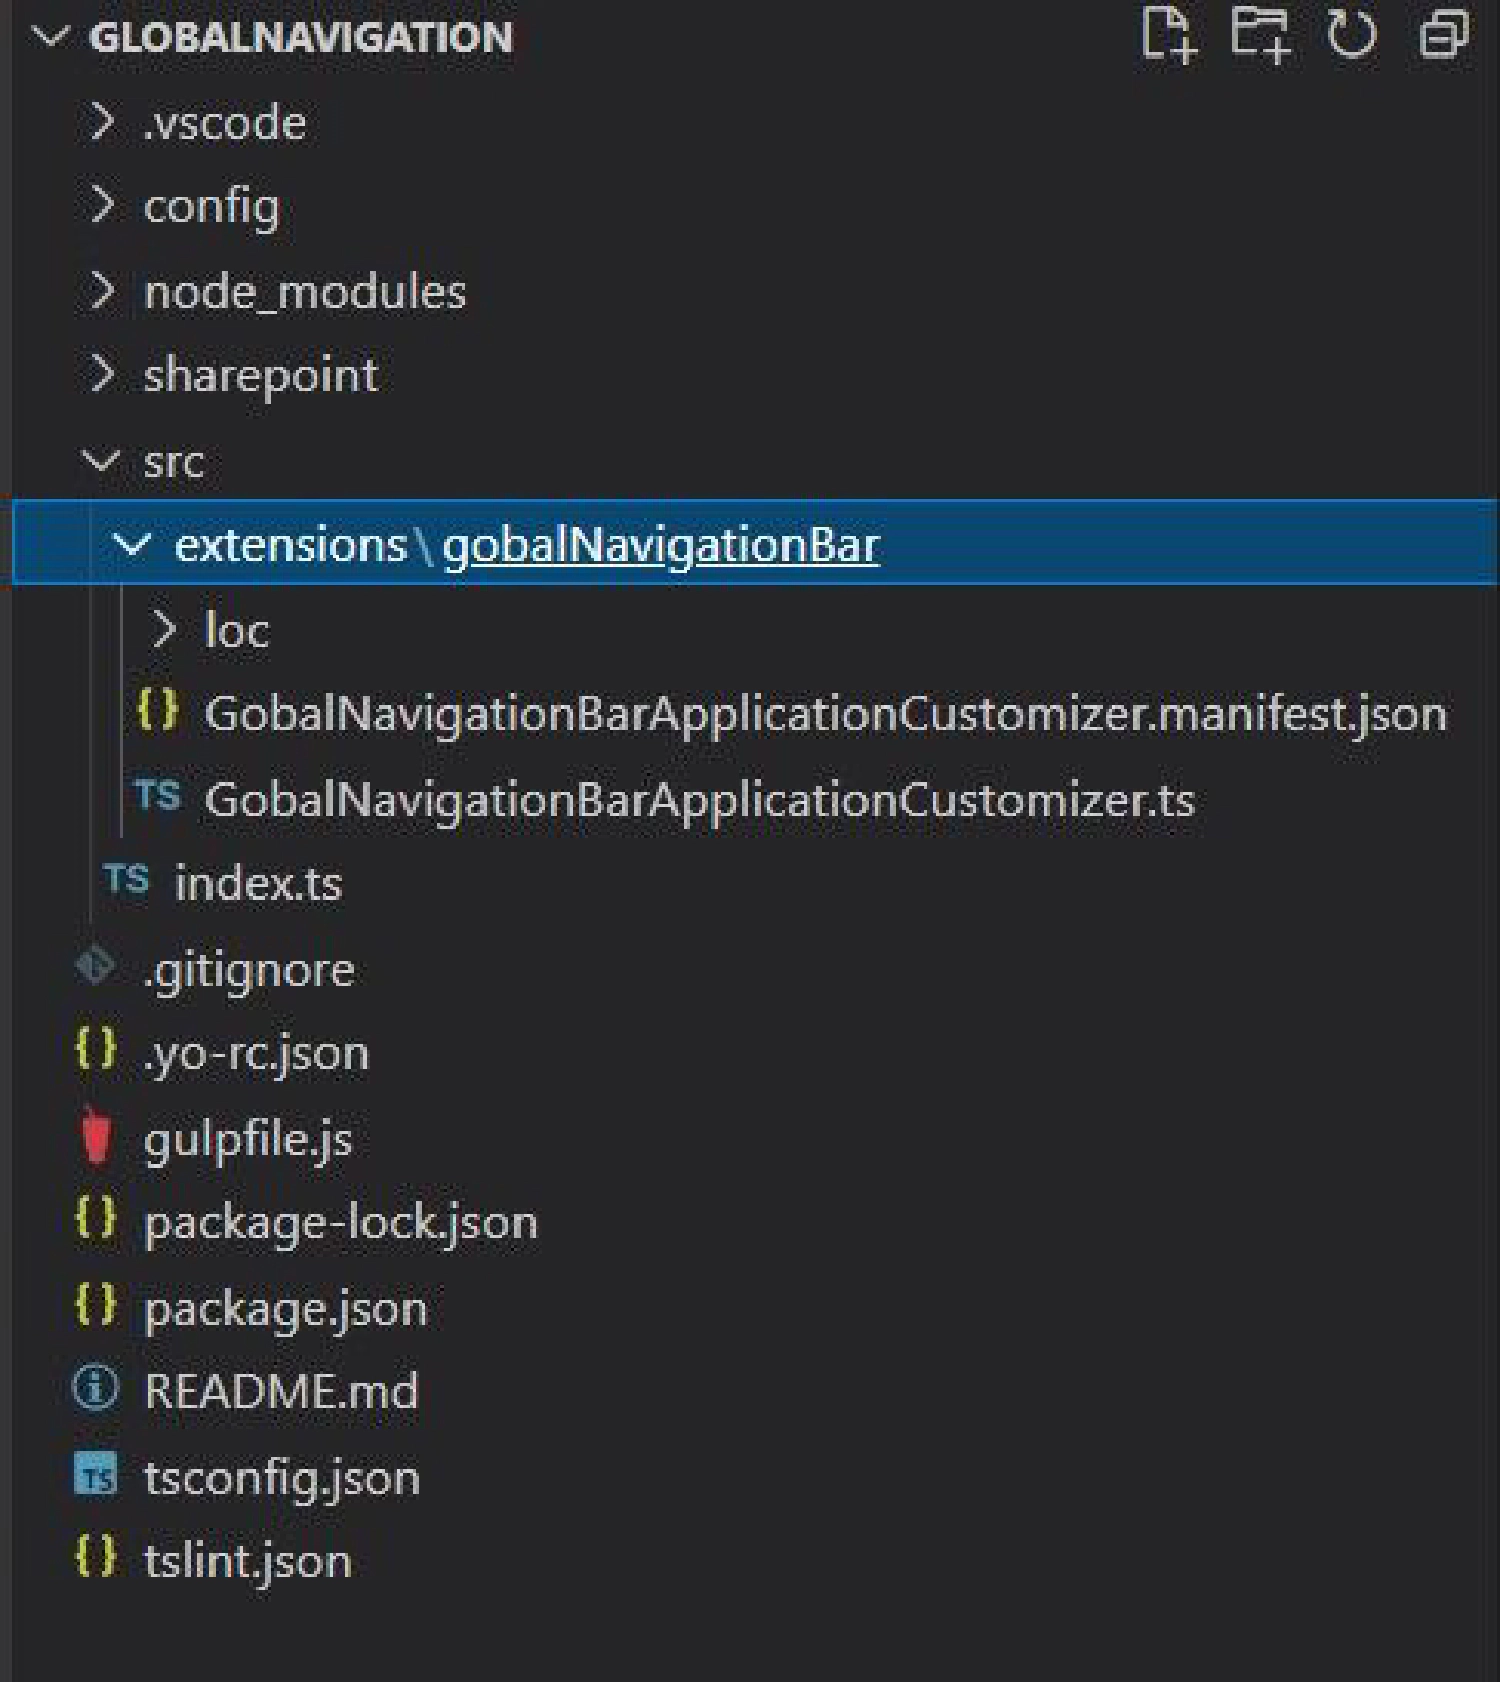 GLOBALNAVIGATION
.vscode
config
node_modules
sharepoint
src
extensions\gobalNavigationBar
loc
{} GobalNavigationBarApplicationCustomizer.manifest.json
TS GobalNavigationBarApplicationCustomizer.ts
TS index.ts
.gitignore
{} .yo-rc.json
gulpfile.js
{} package-lock.json
{} package.json
README.md
TS tsconfig.json
{} tslint.json